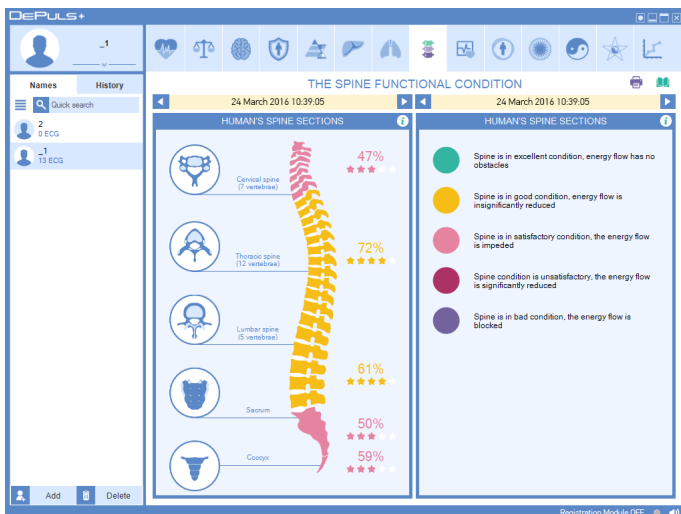 DePuls+
_1
Names
History
Quick search
2
0 ECG
_1
13 ECG
Add
Delete
THE SPINE FUNCTIONAL CONDITION
24 March 2016 10:39:05
HUMAN'S SPINE SECTIONS
i
Cervical spine
(7 vertebrae)
47%
Thoracic spine
(12 vertebrae)
72%
Lumbar spine
(5 vertebrae)
61%
Sacrum
50%
Coccyx
59%
24 March 2016 10:39:05
HUMAN'S SPINE SECTIONS
i
Spine is in excellent condition, energy flow has no
obstacles
Spine is in good condition, energy flow is
insignificantly reduced
Spine is in satisfactory condition, the energy flow
is impeded
Spine condition is unsatisfactory, the energy flow
is significantly reduced
Spine is in bad condition, the energy flow is
blocked
Registration Module OFF